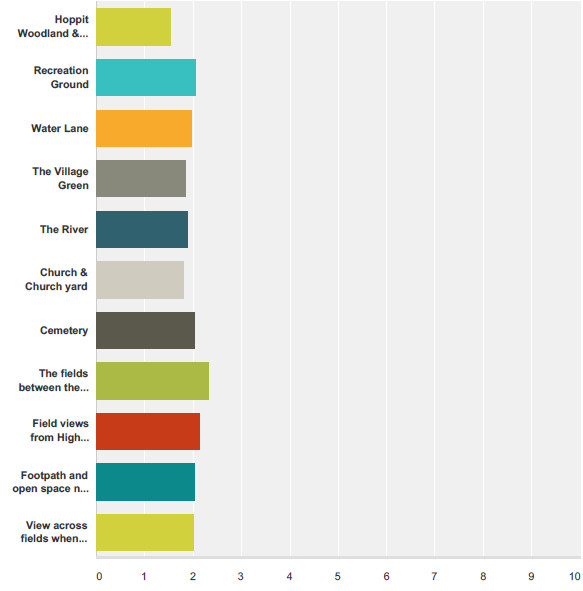 Hoppit
Woodland &...
Recreation
Ground
Water Lane
The Village
Green
The River
Church &
Church yard
Cemetery
The fields
between the...
Field views
from High...
Footpath and
open space n...
View across
fields when...
0 1 2 3 4 5 6 7 8 9 10